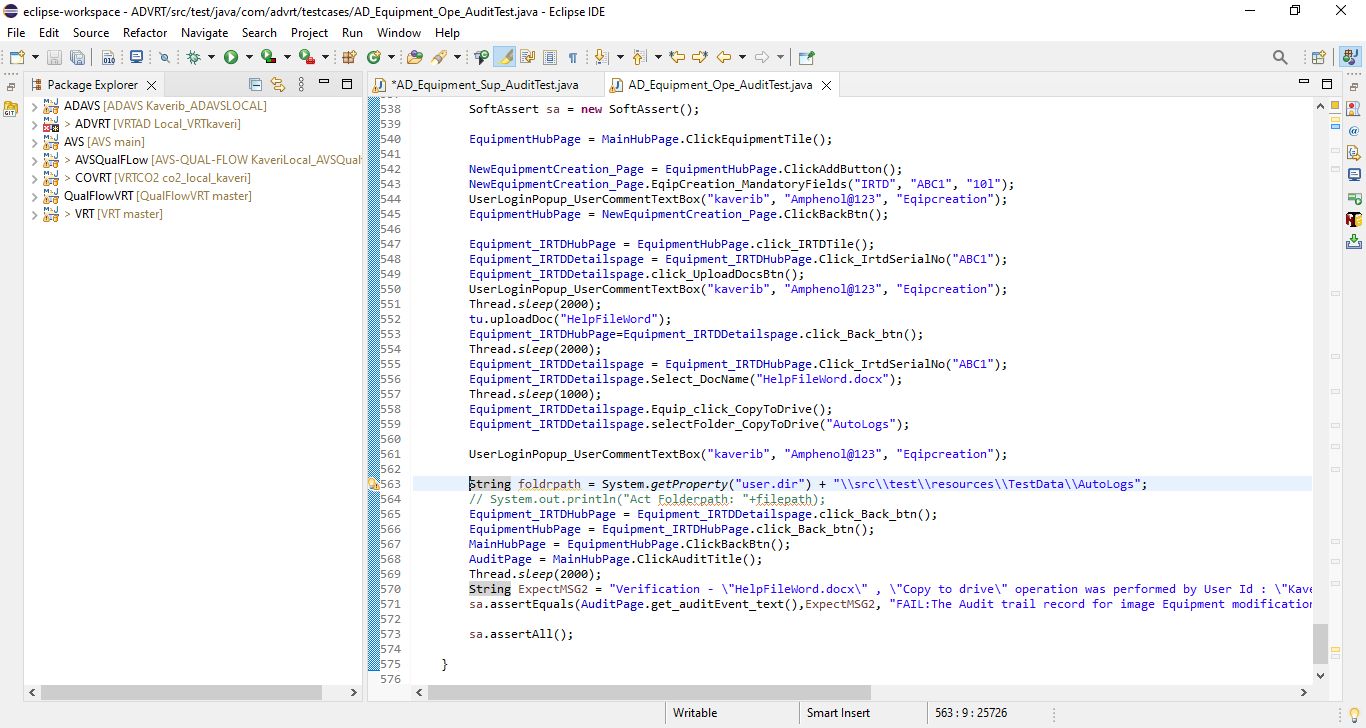 eclipse-workspace - ADVRT/src/test/java/com/advrt/testcases/AD_Equipment_Ope_AuditTest.java - Eclipse IDE
File Edit Source Refactor Navigate Search Project Run Window Help
Package Explorer
*AD_Equipment_Sup_AuditTest.java
AD_Equipment_Ope_AuditTest.java
ADAVS [ADAVS Kaverib_ADAVSLOCAL]
> ADVRT [VRTAD Local_VRTkaveri]
AVS [AVS main]
> AVSQualFLow [AVS-QUAL-FLOW KaveriLocal_AVSQual
> COVRT [VRTCO2 co2_local_kaveri]
QualFlowVRT [QualFlowVRT master]
> VRT [VRT master]
538 SoftAssert sa = new SoftAssert();
539
540 EquipmentHubPage = MainHubPage.ClickEquipmentTile();
541
542 NewEquipmentCreation_Page = EquipmentHubPage.ClickAddButton();
543 NewEquipmentCreation_Page.EqipCreation_MandatoryFields("IRTD", "ABC1", "10l");
544 UserLoginPopup_UserCommentTextBox("kaverib", "Amphenol@123", "Eqipcreation");
545 EquipmentHubPage = NewEquipmentCreation_Page.ClickBackBtn();
546
547 Equipment_IRTDHubPage = EquipmentHubPage.click_IRTDTile();
548 Equipment_IRTDDetailspage = Equipment_IRTDHubPage.Click_IrtdSerialNo("ABC1");
549 Equipment_IRTDDetailspage.click_UploadDocsBtn();
550 UserLoginPopup_UserCommentTextBox("kaverib", "Amphenol@123", "Eqipcreation");
551 Thread.sleep(2000);
552 tu.uploadDoc("HelpFileWord");
553 Equipment_IRTDHubPage=Equipment_IRTDDetailspage.click_Back_btn();
554 Thread.sleep(2000);
555 Equipment_IRTDDetailspage = Equipment_IRTDHubPage.Click_IrtdSerialNo("ABC1");
556 Equipment_IRTDDetailspage.Select_DocName("HelpFileWord.docx");
557 Thread.sleep(1000);
558 Equipment_IRTDDetailspage.Equip_click_CopyToDrive();
559 Equipment_IRTDDetailspage.selectFolder_CopyToDrive("AutoLogs");
560
561 UserLoginPopup_UserCommentTextBox("kaverib", "Amphenol@123", "Eqipcreation");
562
563 String foldrpath = System.getProperty("user.dir") + "\\src\\test\\resources\\TestData\\AutoLogs";
564 // System.out.println("Act Folderpath: "+filepath);
565 Equipment_IRTDHubPage = Equipment_IRTDDetailspage.click_Back_btn();
566 EquipmentHubPage = Equipment_IRTDHubPage.click_Back_btn();
567 MainHubPage = EquipmentHubPage.ClickBackBtn();
568 AuditPage = MainHubPage.ClickAuditTitle();
569 Thread.sleep(2000);
570 String ExpectMSG2 = "Verification - \"HelpFileWord.docx\" , \"Copy to drive\" operation was performed by User Id : \"Kave
571 sa.assertEquals(AuditPage.get_auditEvent_text(),ExpectMSG2, "FAIL:The Audit trail record for image Equipment modification
572
573 sa.assertAll();
574
575 }
576
Writable Smart Insert 563 : 9 : 25726